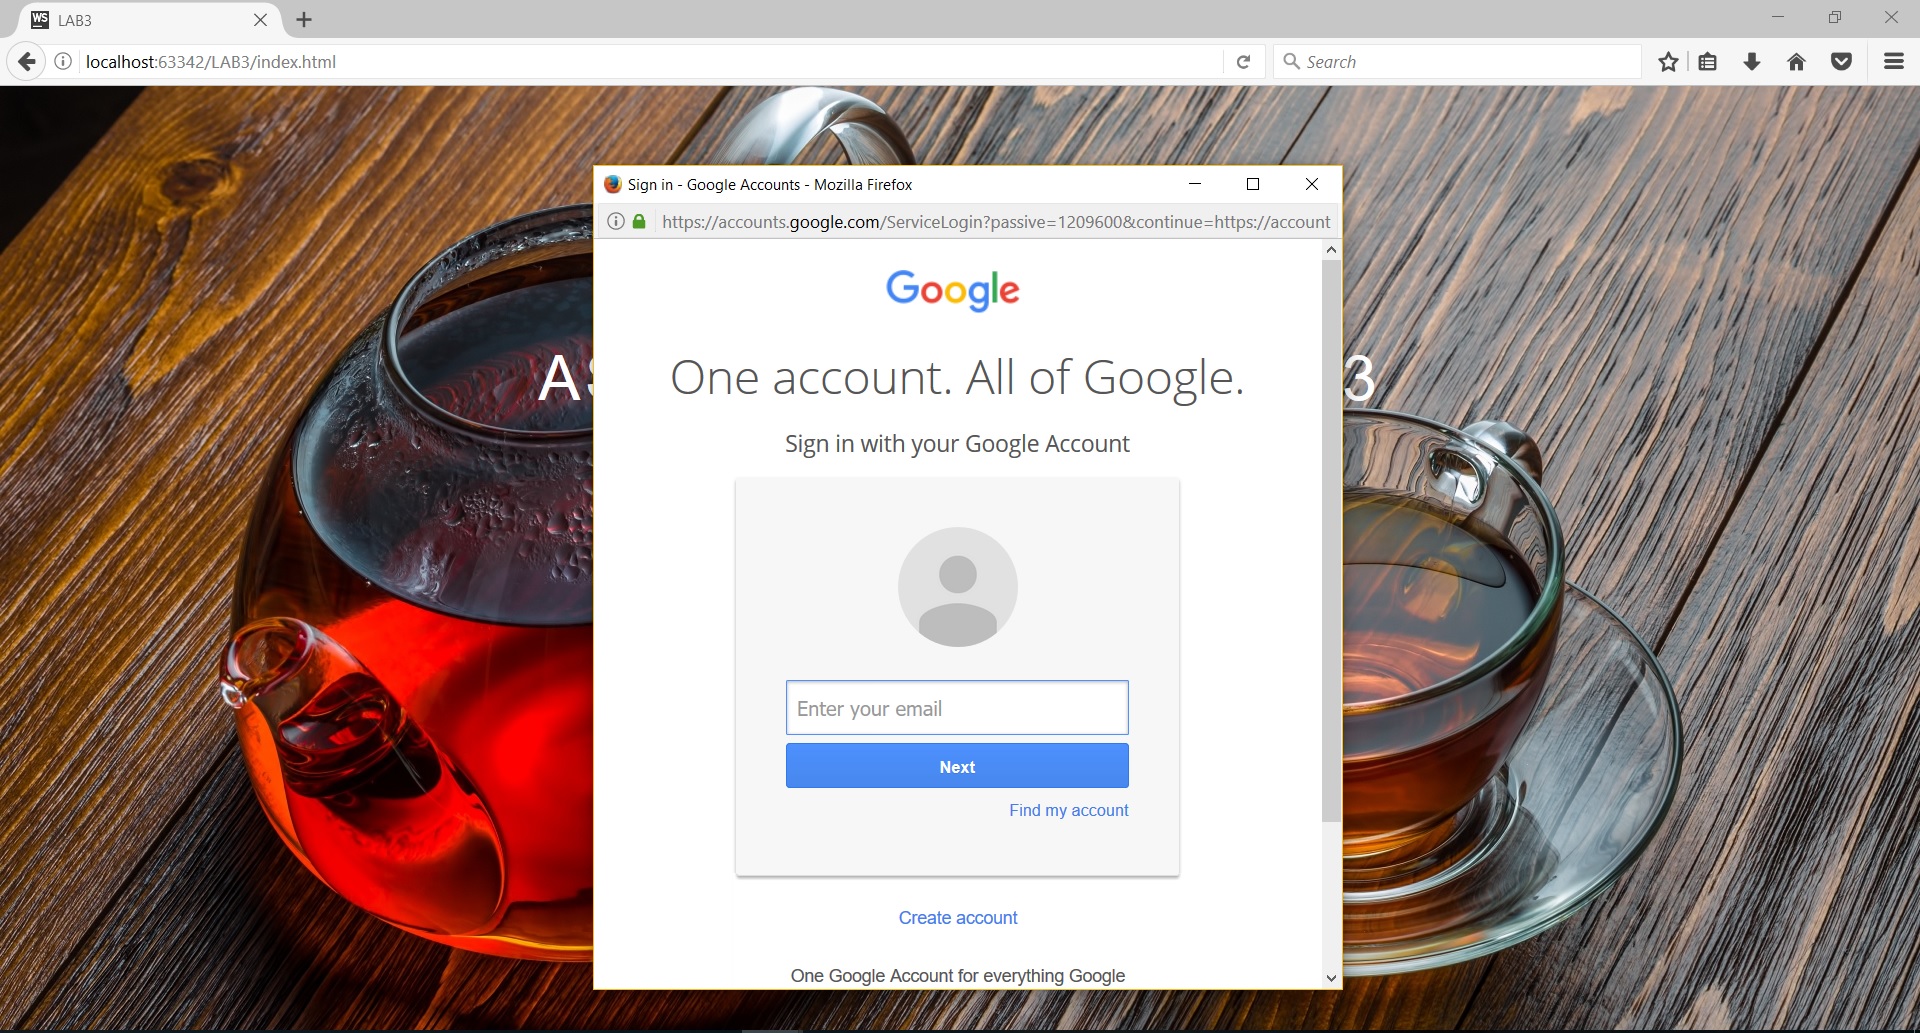 WS
LAB3
localhost:63342/LAB3/index.html
Search
Sign in - Google Accounts - Mozilla Firefox
https://accounts.google.com/ServiceLogin?passive=1209600&continue=https://account
Google
One account. All of Google.
3
Sign in with your Google Account
Enter your email
Next
Find my account
Create account
One Google Account for everything Google